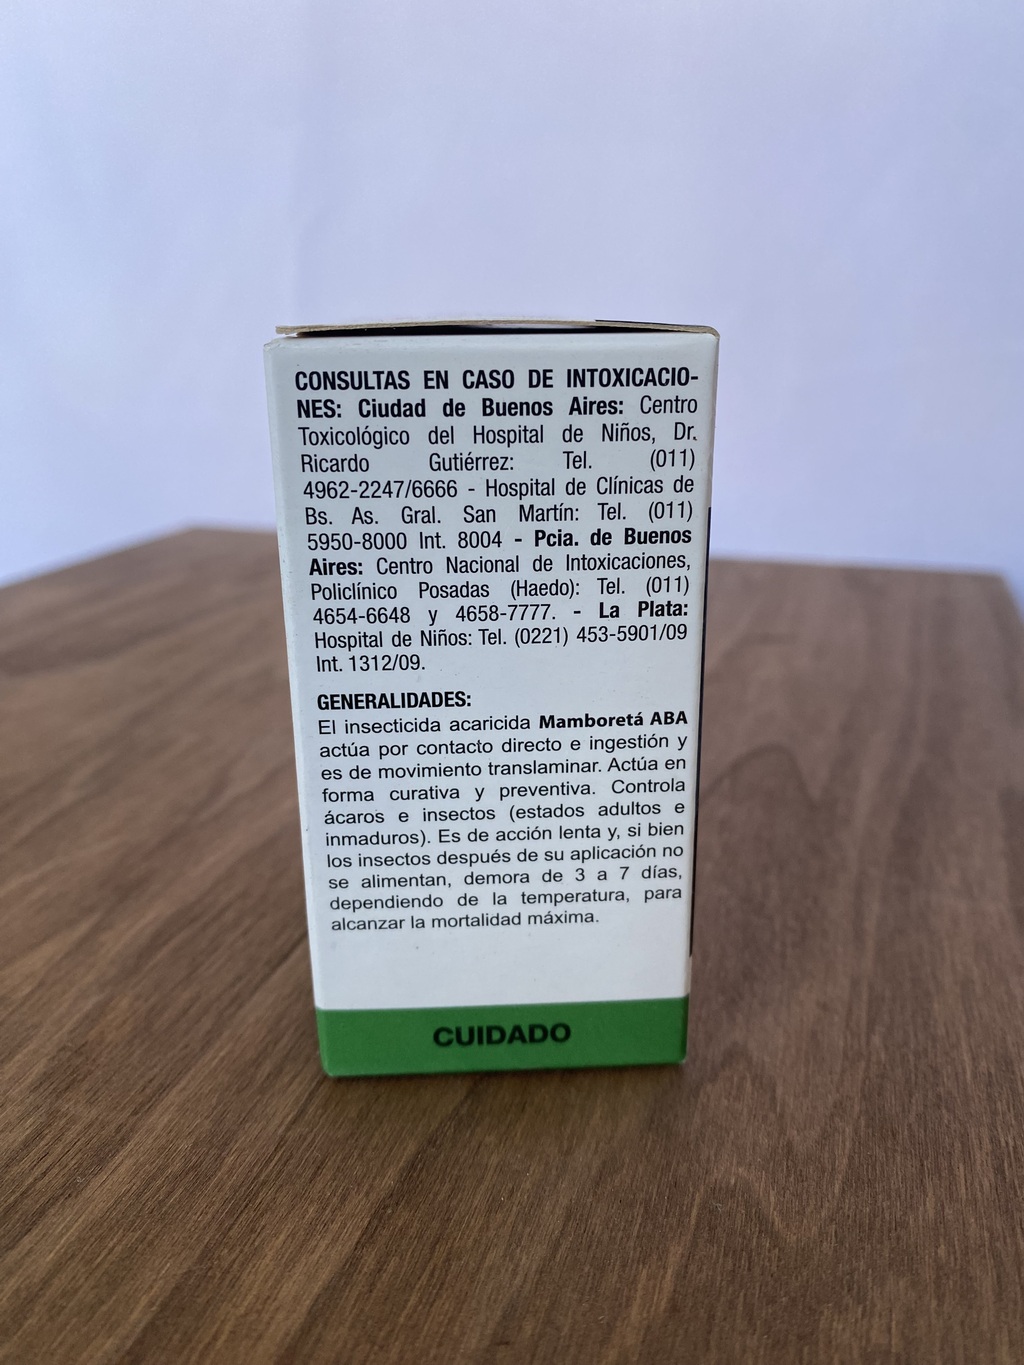 CONSULTAS EN CASO DE INTOXICACIO-
NES: Ciudad de Buenos Aires: Centro
Toxicológico del Hospital de Niños, Dr.
Ricardo Gutiérrez: Tel. (011)
4962-2247/6666 - Hospital de Clínicas de
Bs. As. Gral. San Martín: Tel. (011)
5950-8000 Int. 8004 - Pcia. de Buenos
Aires: Centro Nacional de Intoxicaciones,
Policlínico Posadas (Haedo): Tel. (011)
4654-6648 y 4658-7777. - La Plata:
Hospital de Niños: Tel. (0221) 453-5901/09
Int. 1312/09.
GENERALIDADES:
El insecticida acaricida Mamboretá ABA
actúa por contacto directo e ingestión y
es de movimiento translaminar. Actúa en
forma curativa y preventiva. Controla
ácaros e insectos (estados adultos e
inmaduros). Es de acción lenta y, si bien
los insectos después de su aplicación no
se alimentan, demora de 3 a 7 días,
dependiendo de la temperatura, para
alcanzar la mortalidad máxima.
CUIDADO